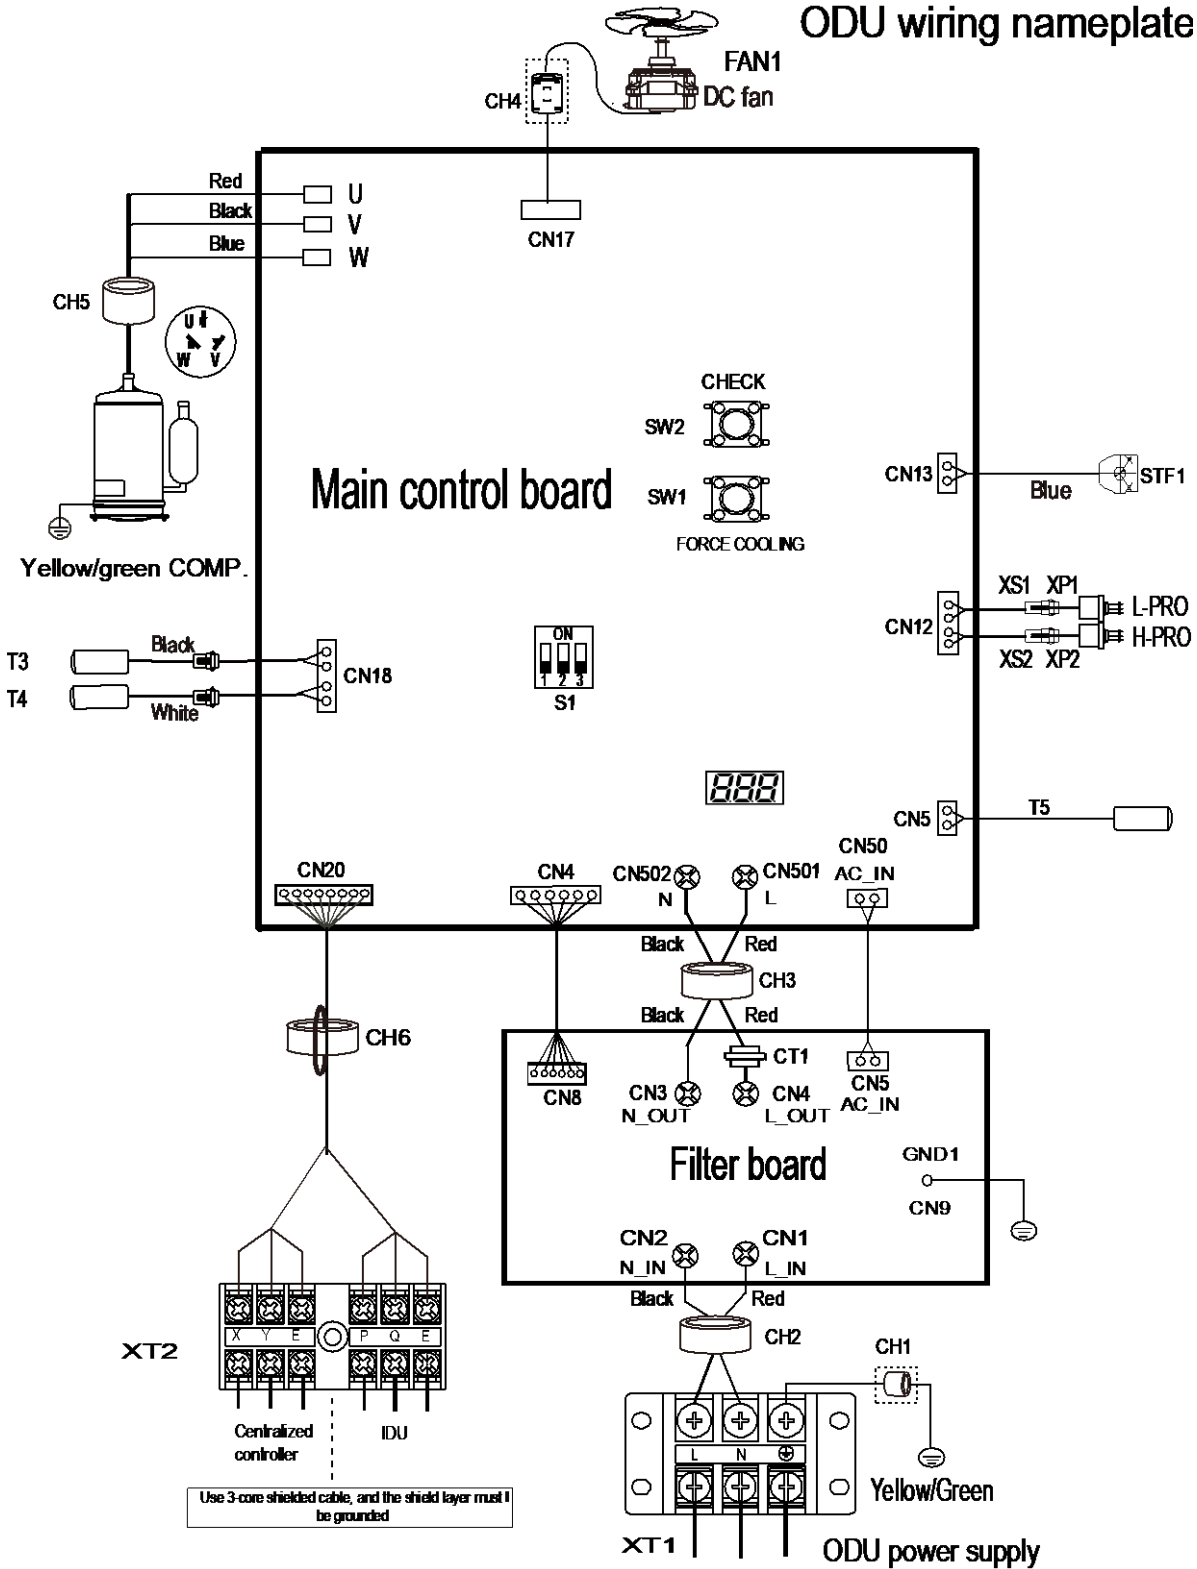 ODU wiring nameplate
FAN1
DC fan
CH4
CN17
Red
U
Black
V
Blue
W
CH5
U
W V
Yellow/green COMP.
CHECK
SW2
SW1
FORCE COOLING
Main control board
CN13
Blue
STF1
XS1 XP1
L-PRO
CN12
H-PRO
XS2 XP2
T3
Black
CN18
T4
White
ON
1 2 3
S1
888
CN5
T5
CN20
CN4
CN502
N
CN501
L
CN50
AC_IN
Black
Red
CH3
Black
Red
CH6
CT1
CN8
CN3
N_OUT
CN4
L_OUT
CN5
AC_IN
Filter board
GND1
CN9
CN2
N_IN
CN1
L_IN
Black
Red
CH2
CH1
XT2
X Y E P Q E
Centralized
controller
IDU
Use 3-core shielded cable, and the shield layer must l
be grounded
L N
Yellow/Green
XT1
ODU power supply